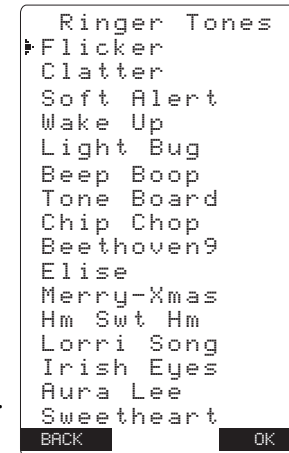 Ringer Tones
Flicker
Clatter
Soft Alert
Wake Up
Light Bug
Beep Boop
Tone Board
Chip Chop
Beethoven9
Elise
Merry-Xmas
Hm Swt Hm
Lorri Song
Irish Eyes
Aura Lee
Sweetheart
BACK OK